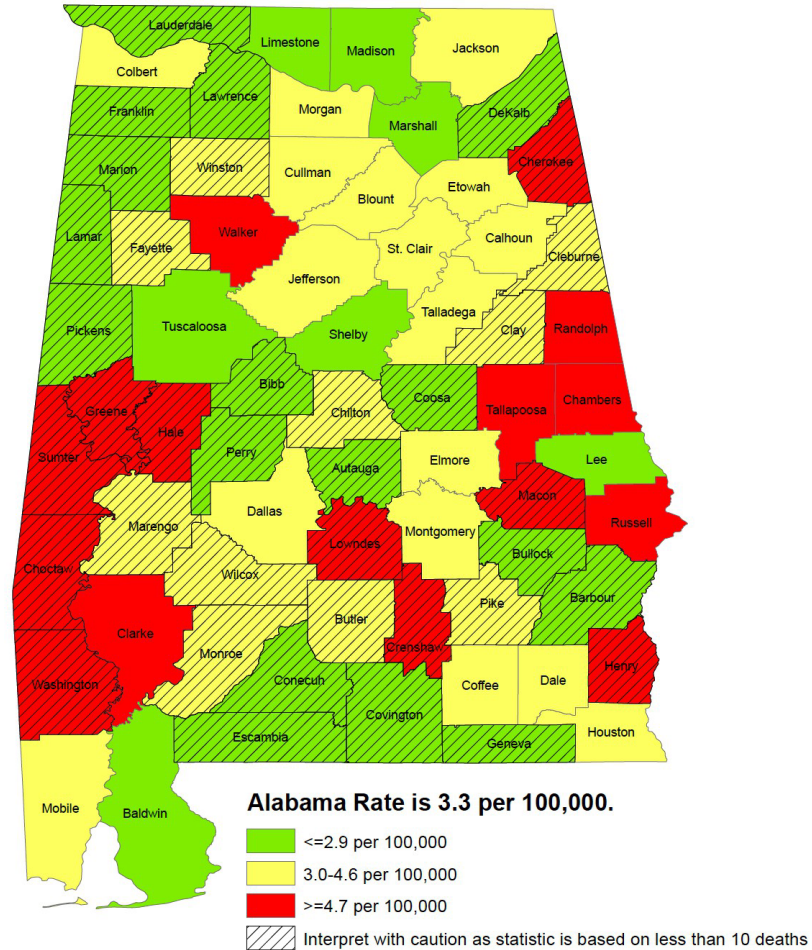 Lauderdale
Limestone
Madison
Jackson
Colbert
Lawrence
Franklin
Morgan
DeKalb
Marshall
Cherokee
Marion
Winston
Cullman
Blount
Etowah
Lamar
Fayette
Walker
St. Clair
Calhoun
Cleburne
Jefferson
Pickens
Tuscaloosa
Shelby
Talladega
Clay
Randolph
Bibb
Coosa
Chambers
Greene
Hale
Chilton
Tallapoosa
Sumter
Perry
Autauga
Elmore
Lee
Macon
Dallas
Marengo
Montgomery
Russell
Lowndes
Bullock
Choctaw
Wilcox
Barbour
Pike
Butler
Clarke
Monroe
Crenshaw
Henry
Washington
Conecuh
Coffee
Dale
Covington
Escambia
Geneva
Houston
Mobile
Baldwin
Alabama Rate is 3.3 per 100,000.
<=2.9 per 100,000
3.0-4.6 per 100,000
>=4.7 per 100,000
Interpret with caution as statistic is based on less than 10 deaths